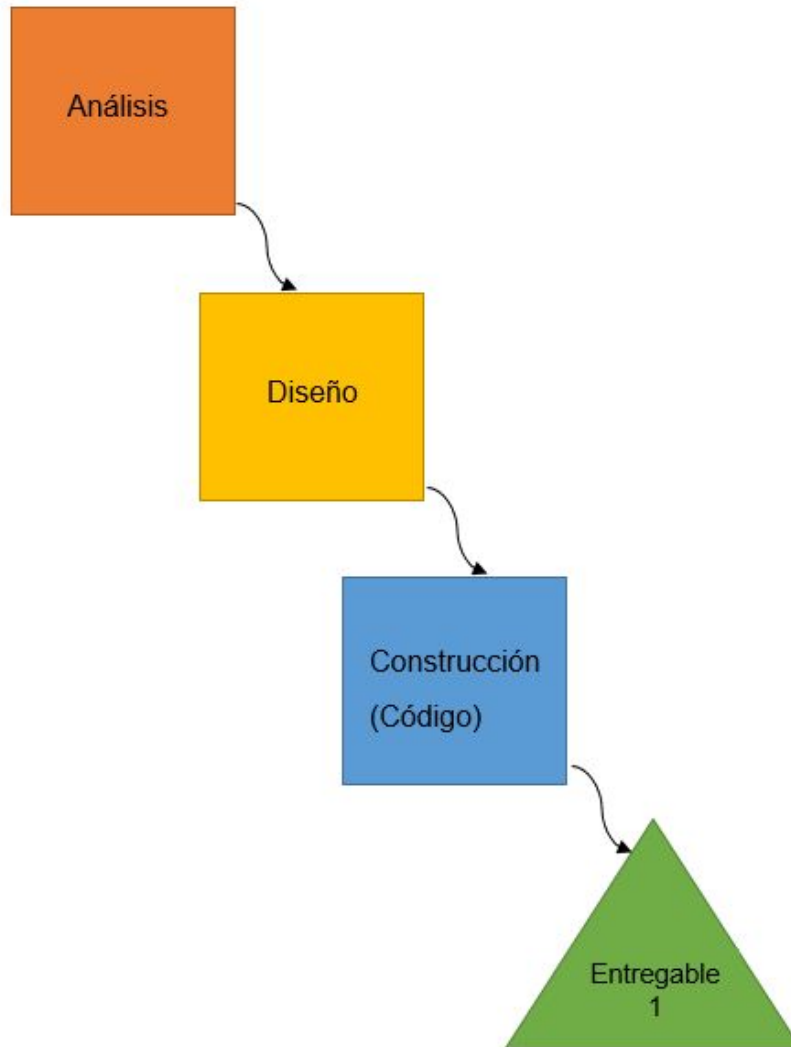 Análisis
Diseño
Construcción
(Código)
Entregable
1